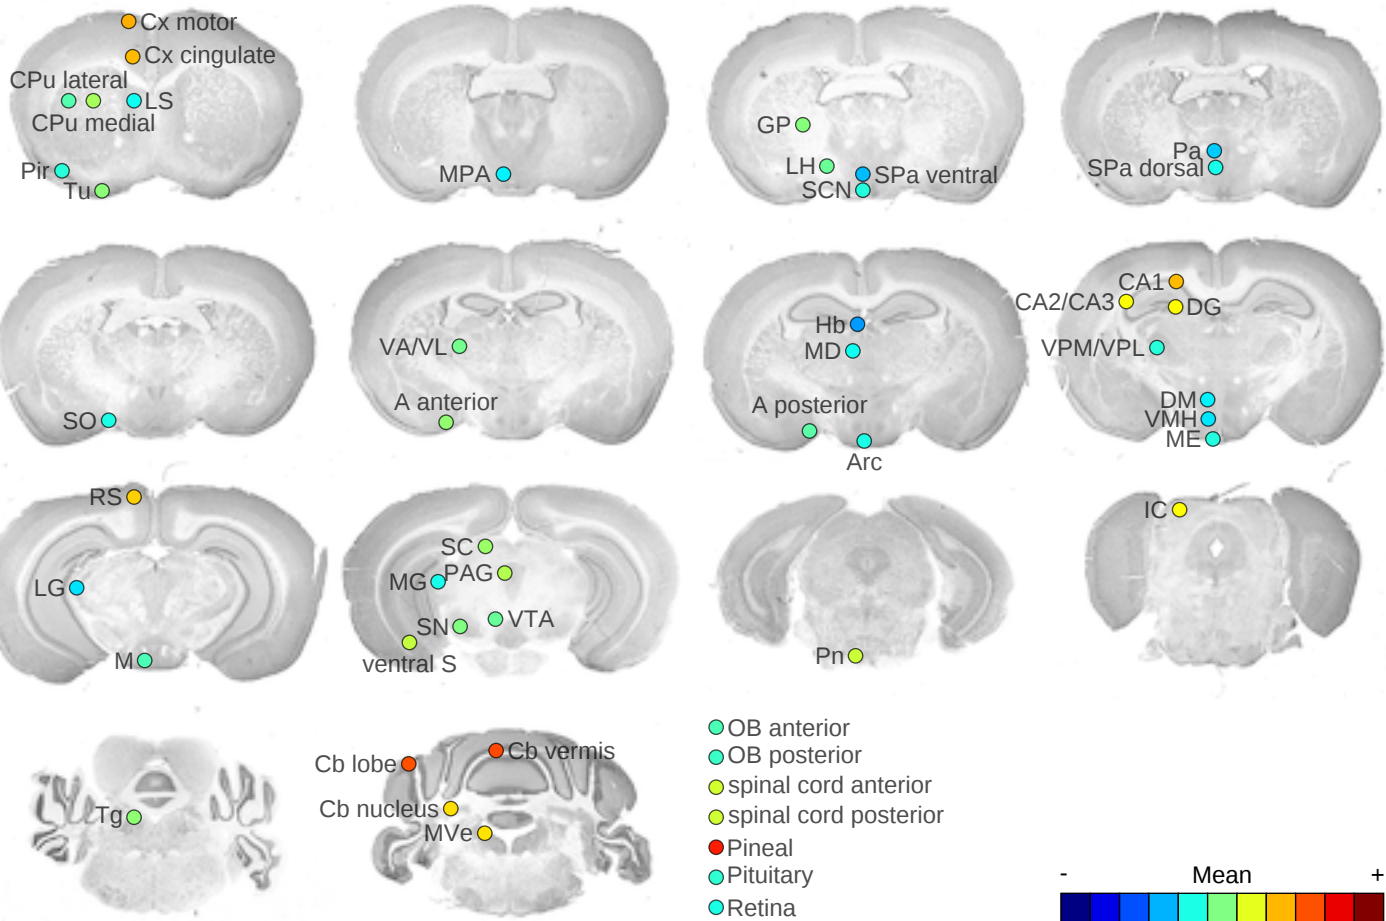 Cx motor
Cx cingulate
CPu lateral
LS
CPu medial
Pir
Tu
MPA
GP
LH
SPa ventral
SCN
Pa
SPa dorsal
SO
VA/VL
A anterior
Hb
MD
A posterior
Arc
CA1
CA2/CA3
DG
VPM/VPL
DM
VMH
ME
RS
LG
M
SC
MG
PAG
SN
VTA
ventral S
Pn
IC
Tg
Cb lobe
Cb vermis
Cb nucleus
MVe
OB anterior
OB posterior
spinal cord anterior
spinal cord posterior
Pineal
Pituitary
Retina
- Mean +